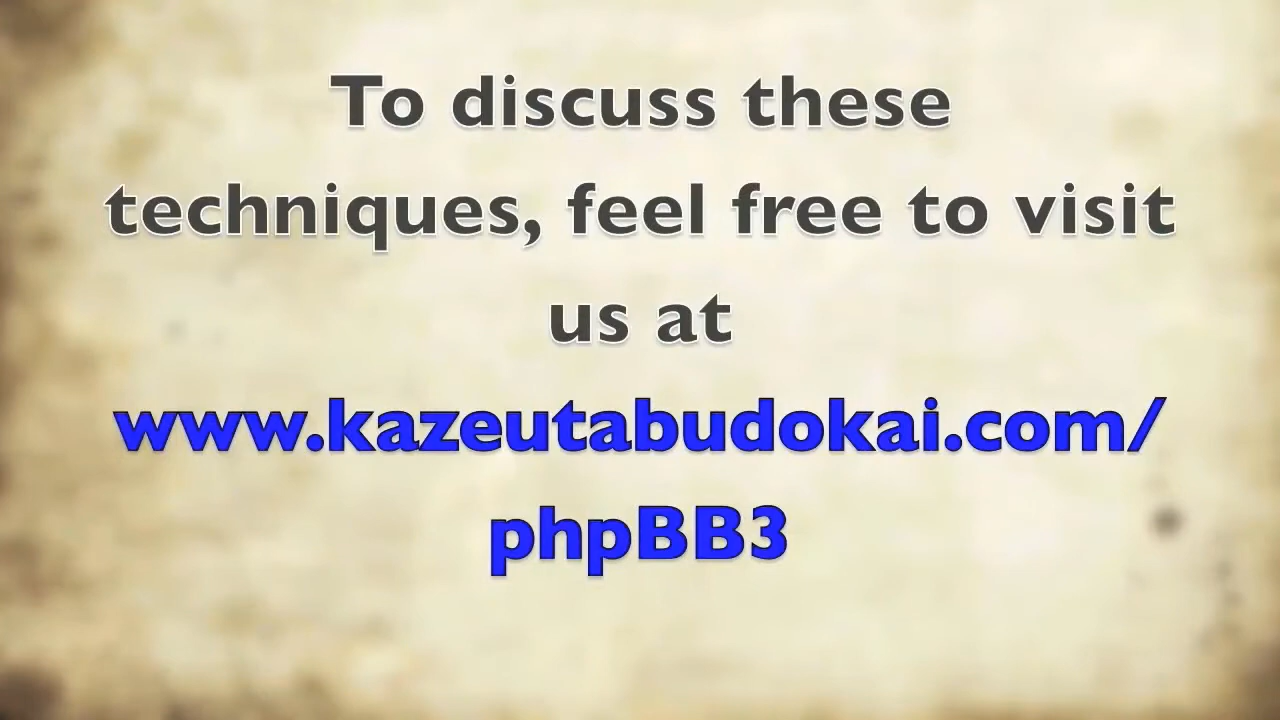 To discuss these
techniques, feel free to visit
us at
www.kazeutabudokai.com/
phpBB3